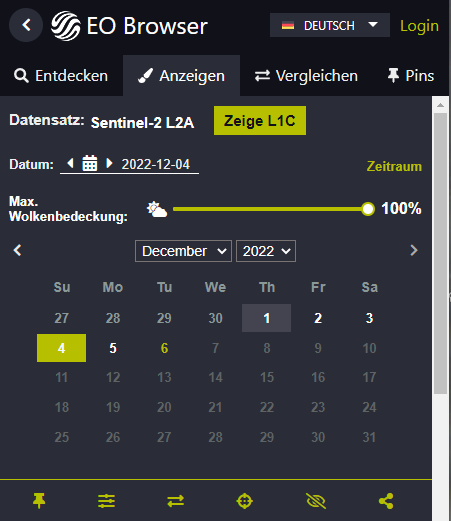 EO Browser
DEUTSCH
Login
Entdecken
Anzeigen
Vergleichen
Pins
Datensatz: Sentinel-2 L2A
Zeige L1C
Datum: 2022-12-04
Zeitraum
Max.
Wolkenbedeckung:
100%
December 2022
Su Mo Tu We Th Fr Sa
27 28 29 30 1 2 3
4 5 6 7 8 9 10
11 12 13 14 15 16 17
18 19 20 21 22 23 24
25 26 27 28 29 30 31